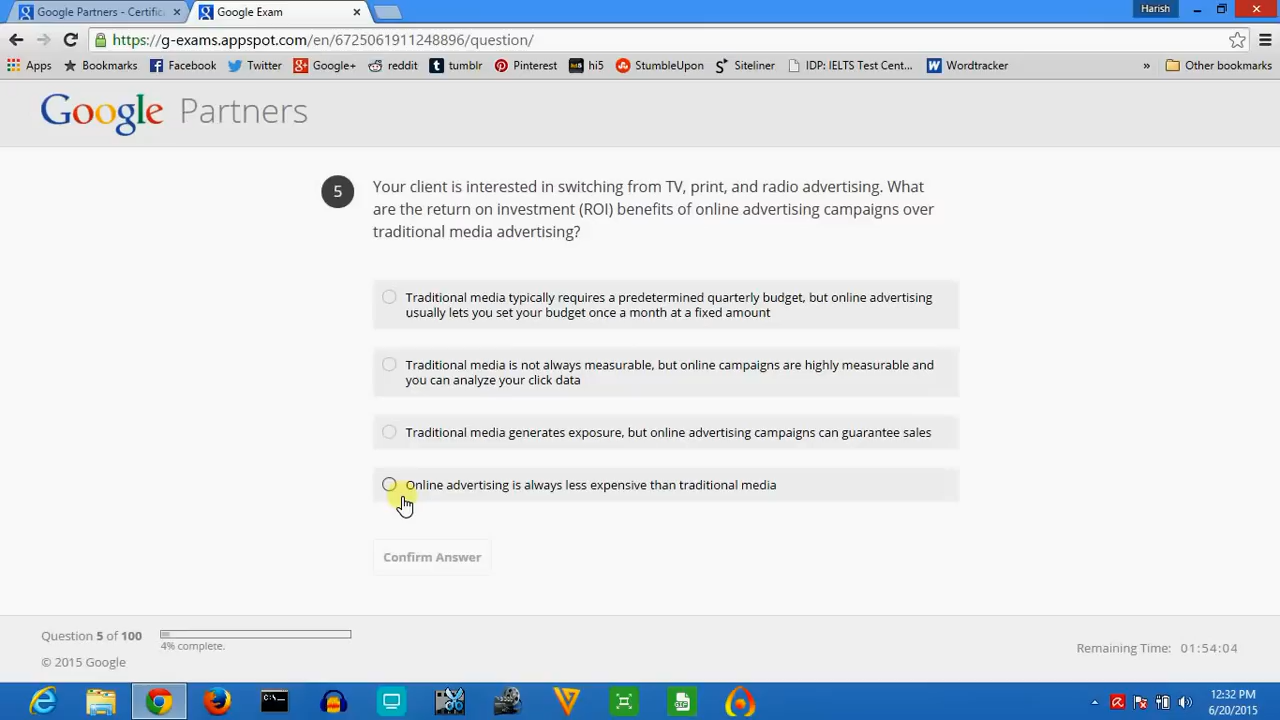 Google Partners - Certifica
Google Exam
Harish
https://g-exams.appspot.com/en/6725061911248896/question/
Apps Bookmarks Facebook Twitter Google+ reddit tumblr Pinterest hi5 StumbleUpon Siteliner IDP: IELTS Test Cent... Wordtracker » Other bookmarks
Google Partners
5
Your client is interested in switching from TV, print, and radio advertising. What
are the return on investment (ROI) benefits of online advertising campaigns over
traditional media advertising?
Traditional media typically requires a predetermined quarterly budget, but online advertising
usually lets you set your budget once a month at a fixed amount
Traditional media is not always measurable, but online campaigns are highly measurable and
you can analyze your click data
Traditional media generates exposure, but online advertising campaigns can guarantee sales
Online advertising is always less expensive than traditional media
Confirm Answer
Question 5 of 100
4% complete.
Remaining Time: 01:54:04
© 2015 Google
12:32 PM
6/20/2015